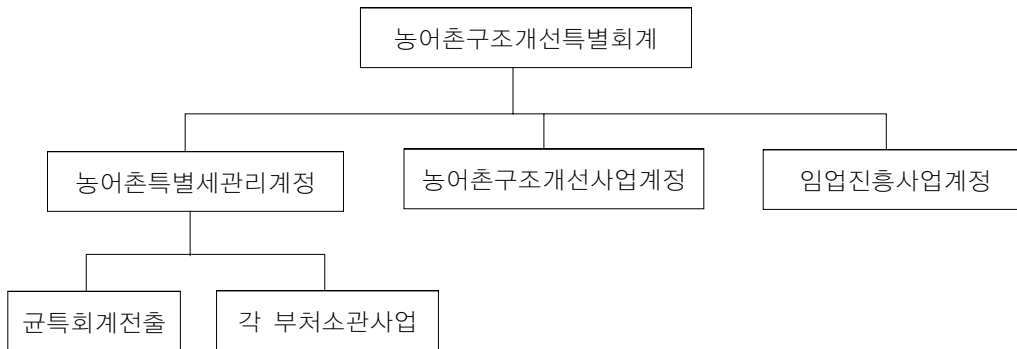 농어촌구조개선특별회계
농어촌특별세관리계정
농어촌구조개선사업계정
임업진흥사업계정
균특회계전출
각 부처소관사업